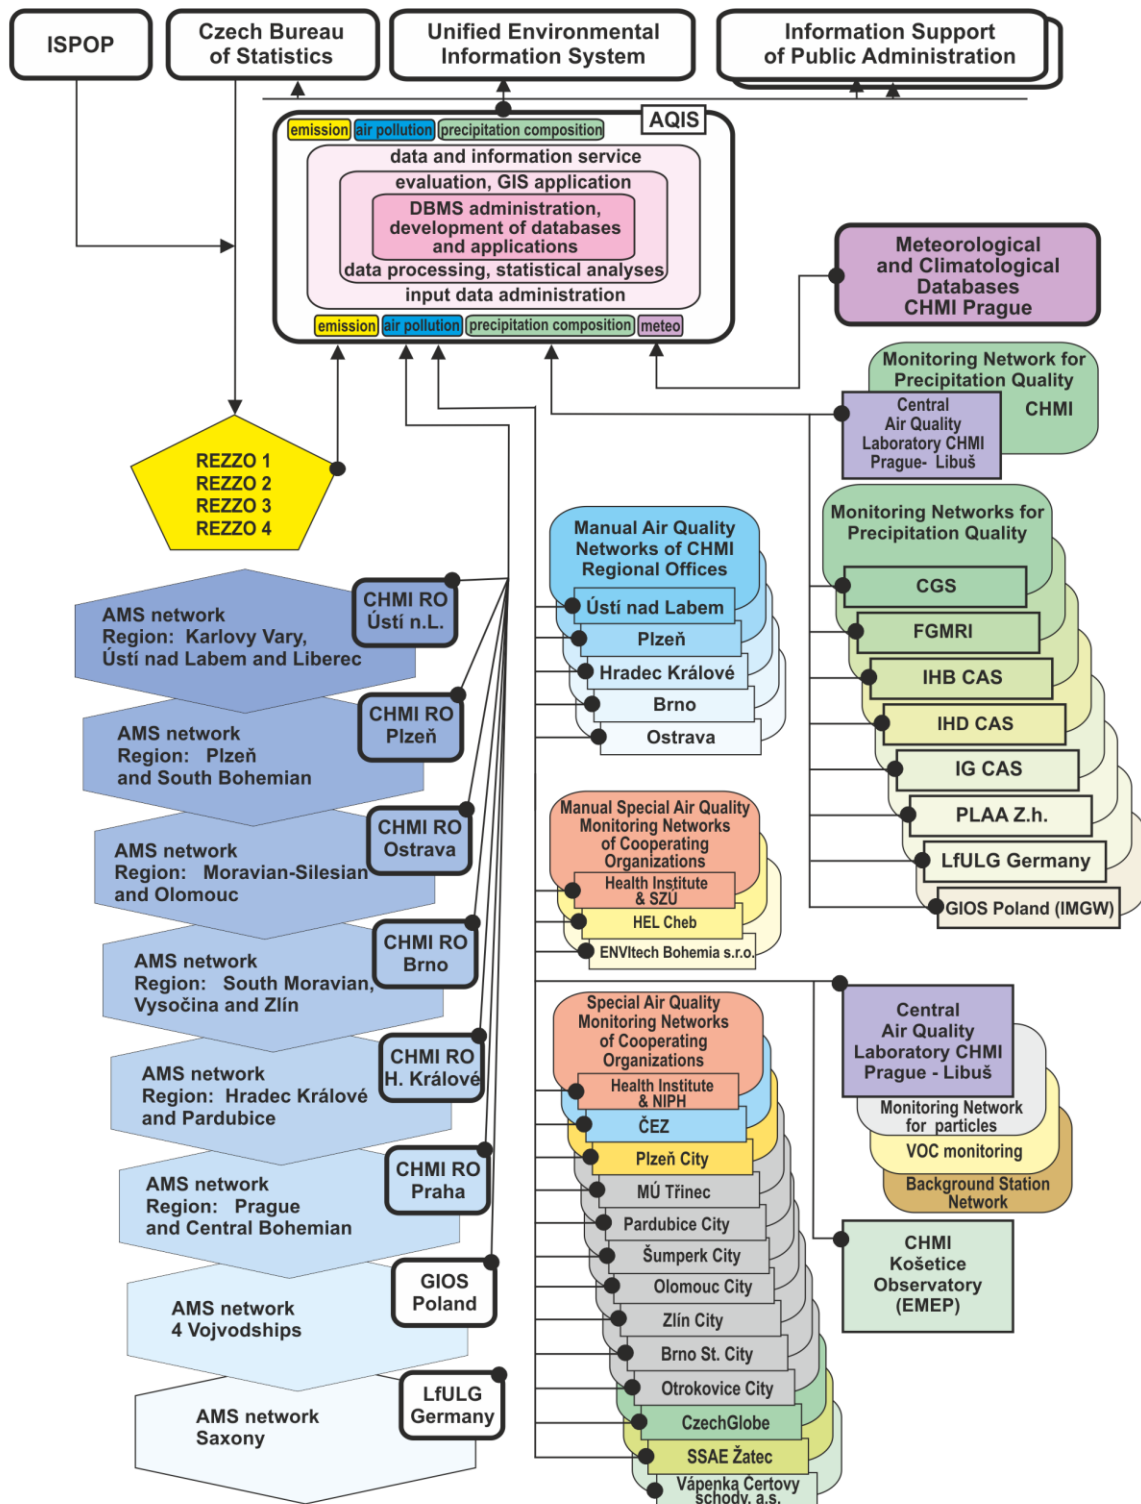 ISPOP
Czech Bureau
of Statistics
Unified Environmental
Information System
Information Support
of Public Administration
AQIS
emission
air pollution
precipitation composition
data and information service
evaluation, GIS application
DBMS administration,
development of databases
and applications
data processing, statistical analyses
input data administration
emission
air pollution
precipitation composition
meteo
Meteorological
and Climatological
Databases
CHMI Prague
Monitoring Network for
Precipitation Quality
CHMI
Central
Air Quality
Laboratory CHMI
Prague- Libuš
REZZO 1
REZZO 2
REZZO 3
REZZO 4
AMS network
Region: Karlovy Vary,
Ústí nad Labem and Liberec
CHMI RO
Ústí n.L.
AMS network
Region: Plzeň
and South Bohemian
CHMI RO
Plzeň
AMS network
Region: Moravian-Silesian
and Olomouc
CHMI RO
Ostrava
AMS network
Region: South Moravian,
Vysočina and Zlín
CHMI RO
Brno
AMS network
Region: Hradec Králové
and Pardubice
CHMI RO
H. Králové
AMS network
Region: Prague
and Central Bohemian
CHMI RO
Praha
AMS network
4 Vojvodships
GIOS
Poland
AMS network
Saxony
LfULG
Germany
Manual Air Quality
Networks of CHMI
Regional Offices
Ústí nad Labem
Plzeň
Hradec Králové
Brno
Ostrava
Manual Special Air Quality
Monitoring Networks
of Cooperating
Organizations
Health Institute
& SZÚ
HEL Cheb
ENVItech Bohemia s.r.o.
Special Air Quality
Monitoring Networks
of Cooperating
Organizations
Health Institute
& NIPH
ČEZ
Plzeň City
MÚ Třinec
Pardubice City
Šumperk City
Olomouc City
Zlín City
Brno St. City
Otrokovice City
CzechGlobe
SSAE Žatec
Vápenka Čertovy
schody, a.s.
Monitoring Networks for
Precipitation Quality
CGS
FGMRI
IHB CAS
IHD CAS
IG CAS
PLAA Z.h.
LfULG Germany
GIOS Poland (IMGW)
Central
Air Quality
Laboratory CHMI
Prague - Libuš
Monitoring Network
for particles
VOC monitoring
Background Station
Network
CHMI
Košetice
Observatory
(EMEP)